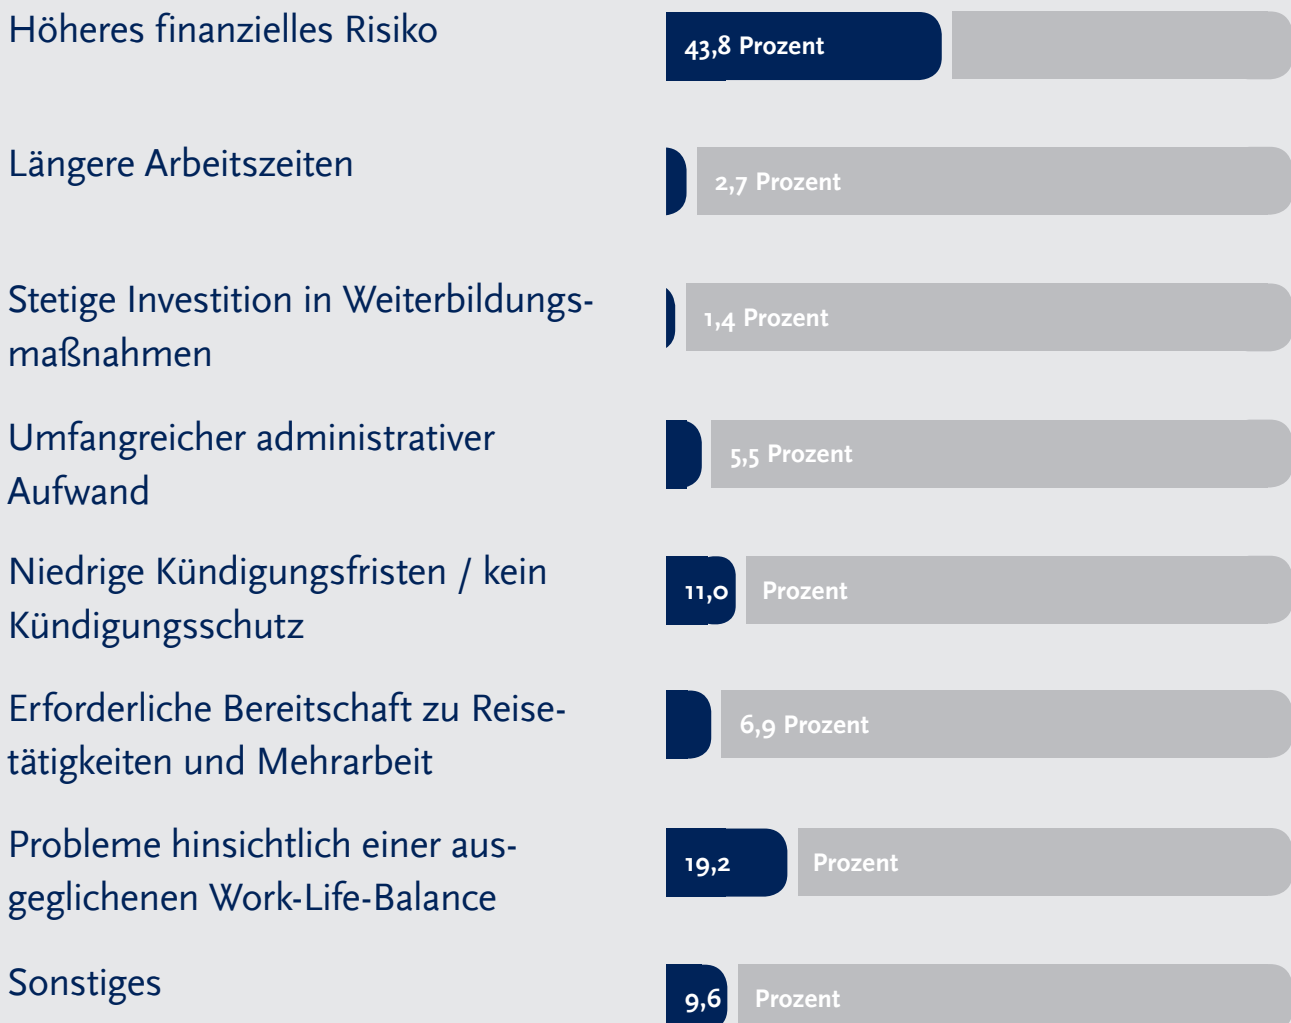 Höheres finanzielles Risiko
43,8 Prozent
Längere Arbeitszeiten
2,7 Prozent
Stetige Investition in Weiterbildungs-
maßnahmen
1,4 Prozent
Umfangreicher administrativer
Aufwand
5,5 Prozent
Niedrige Kündigungsfristen / kein
Kündigungsschutz
11,0 Prozent
Erforderliche Bereitschaft zu Reise-
tätigkeiten und Mehrarbeit
6,9 Prozent
Probleme hinsichtlich einer aus-
geglichenen Work-Life-Balance
19,2 Prozent
Sonstiges
9,6 Prozent